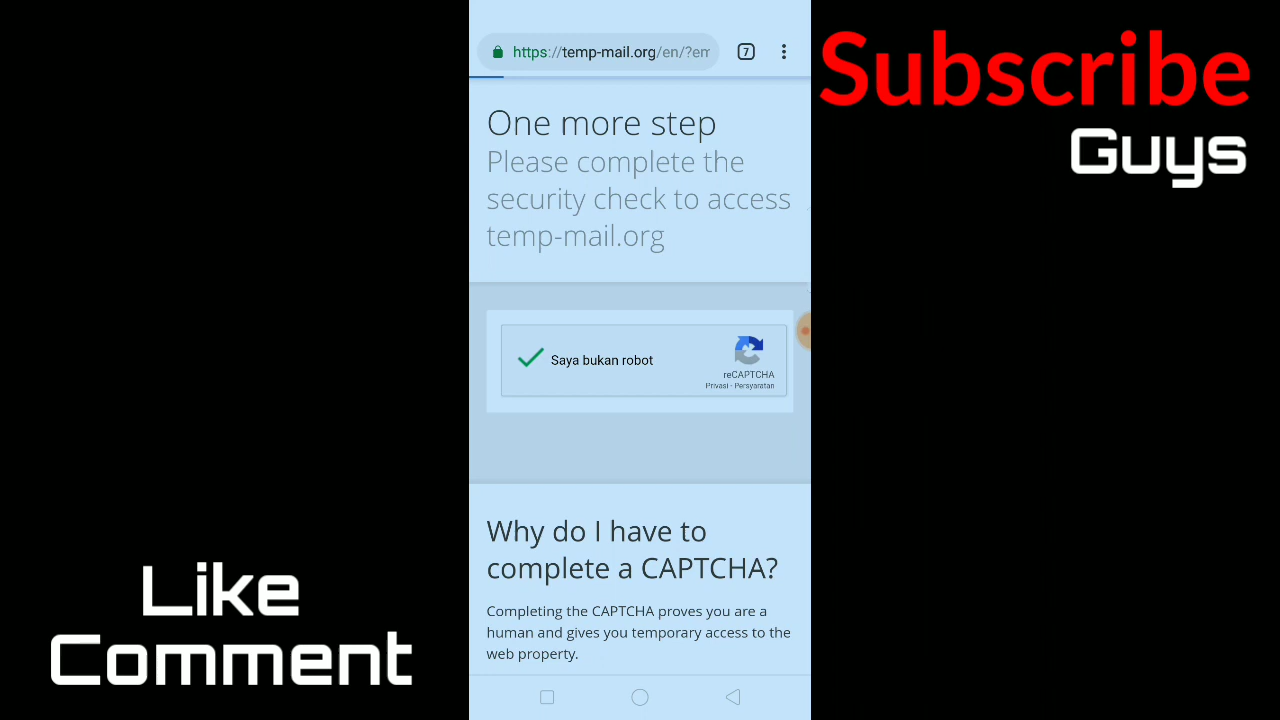 https://temp-mail.org/en/?em
7
Subscribe
Guys
One more step
Please complete the
security check to access
temp-mail.org
Saya bukan robot
reCAPTCHA
Privasi - Persyaratan
Why do I have to
complete a CAPTCHA?
Completing the CAPTCHA proves you are a
human and gives you temporary access to the
web property.
Like
Comment